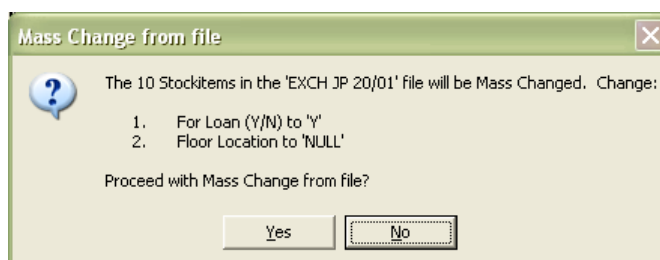 Mass Change from file
The 10 Stockitems in the 'EXCH JP 20/01' file will be Mass Changed.  Change:
1. For Loan (Y/N) to 'Y'
2. Floor Location to 'NULL'
Proceed with Mass Change from file?
Yes No